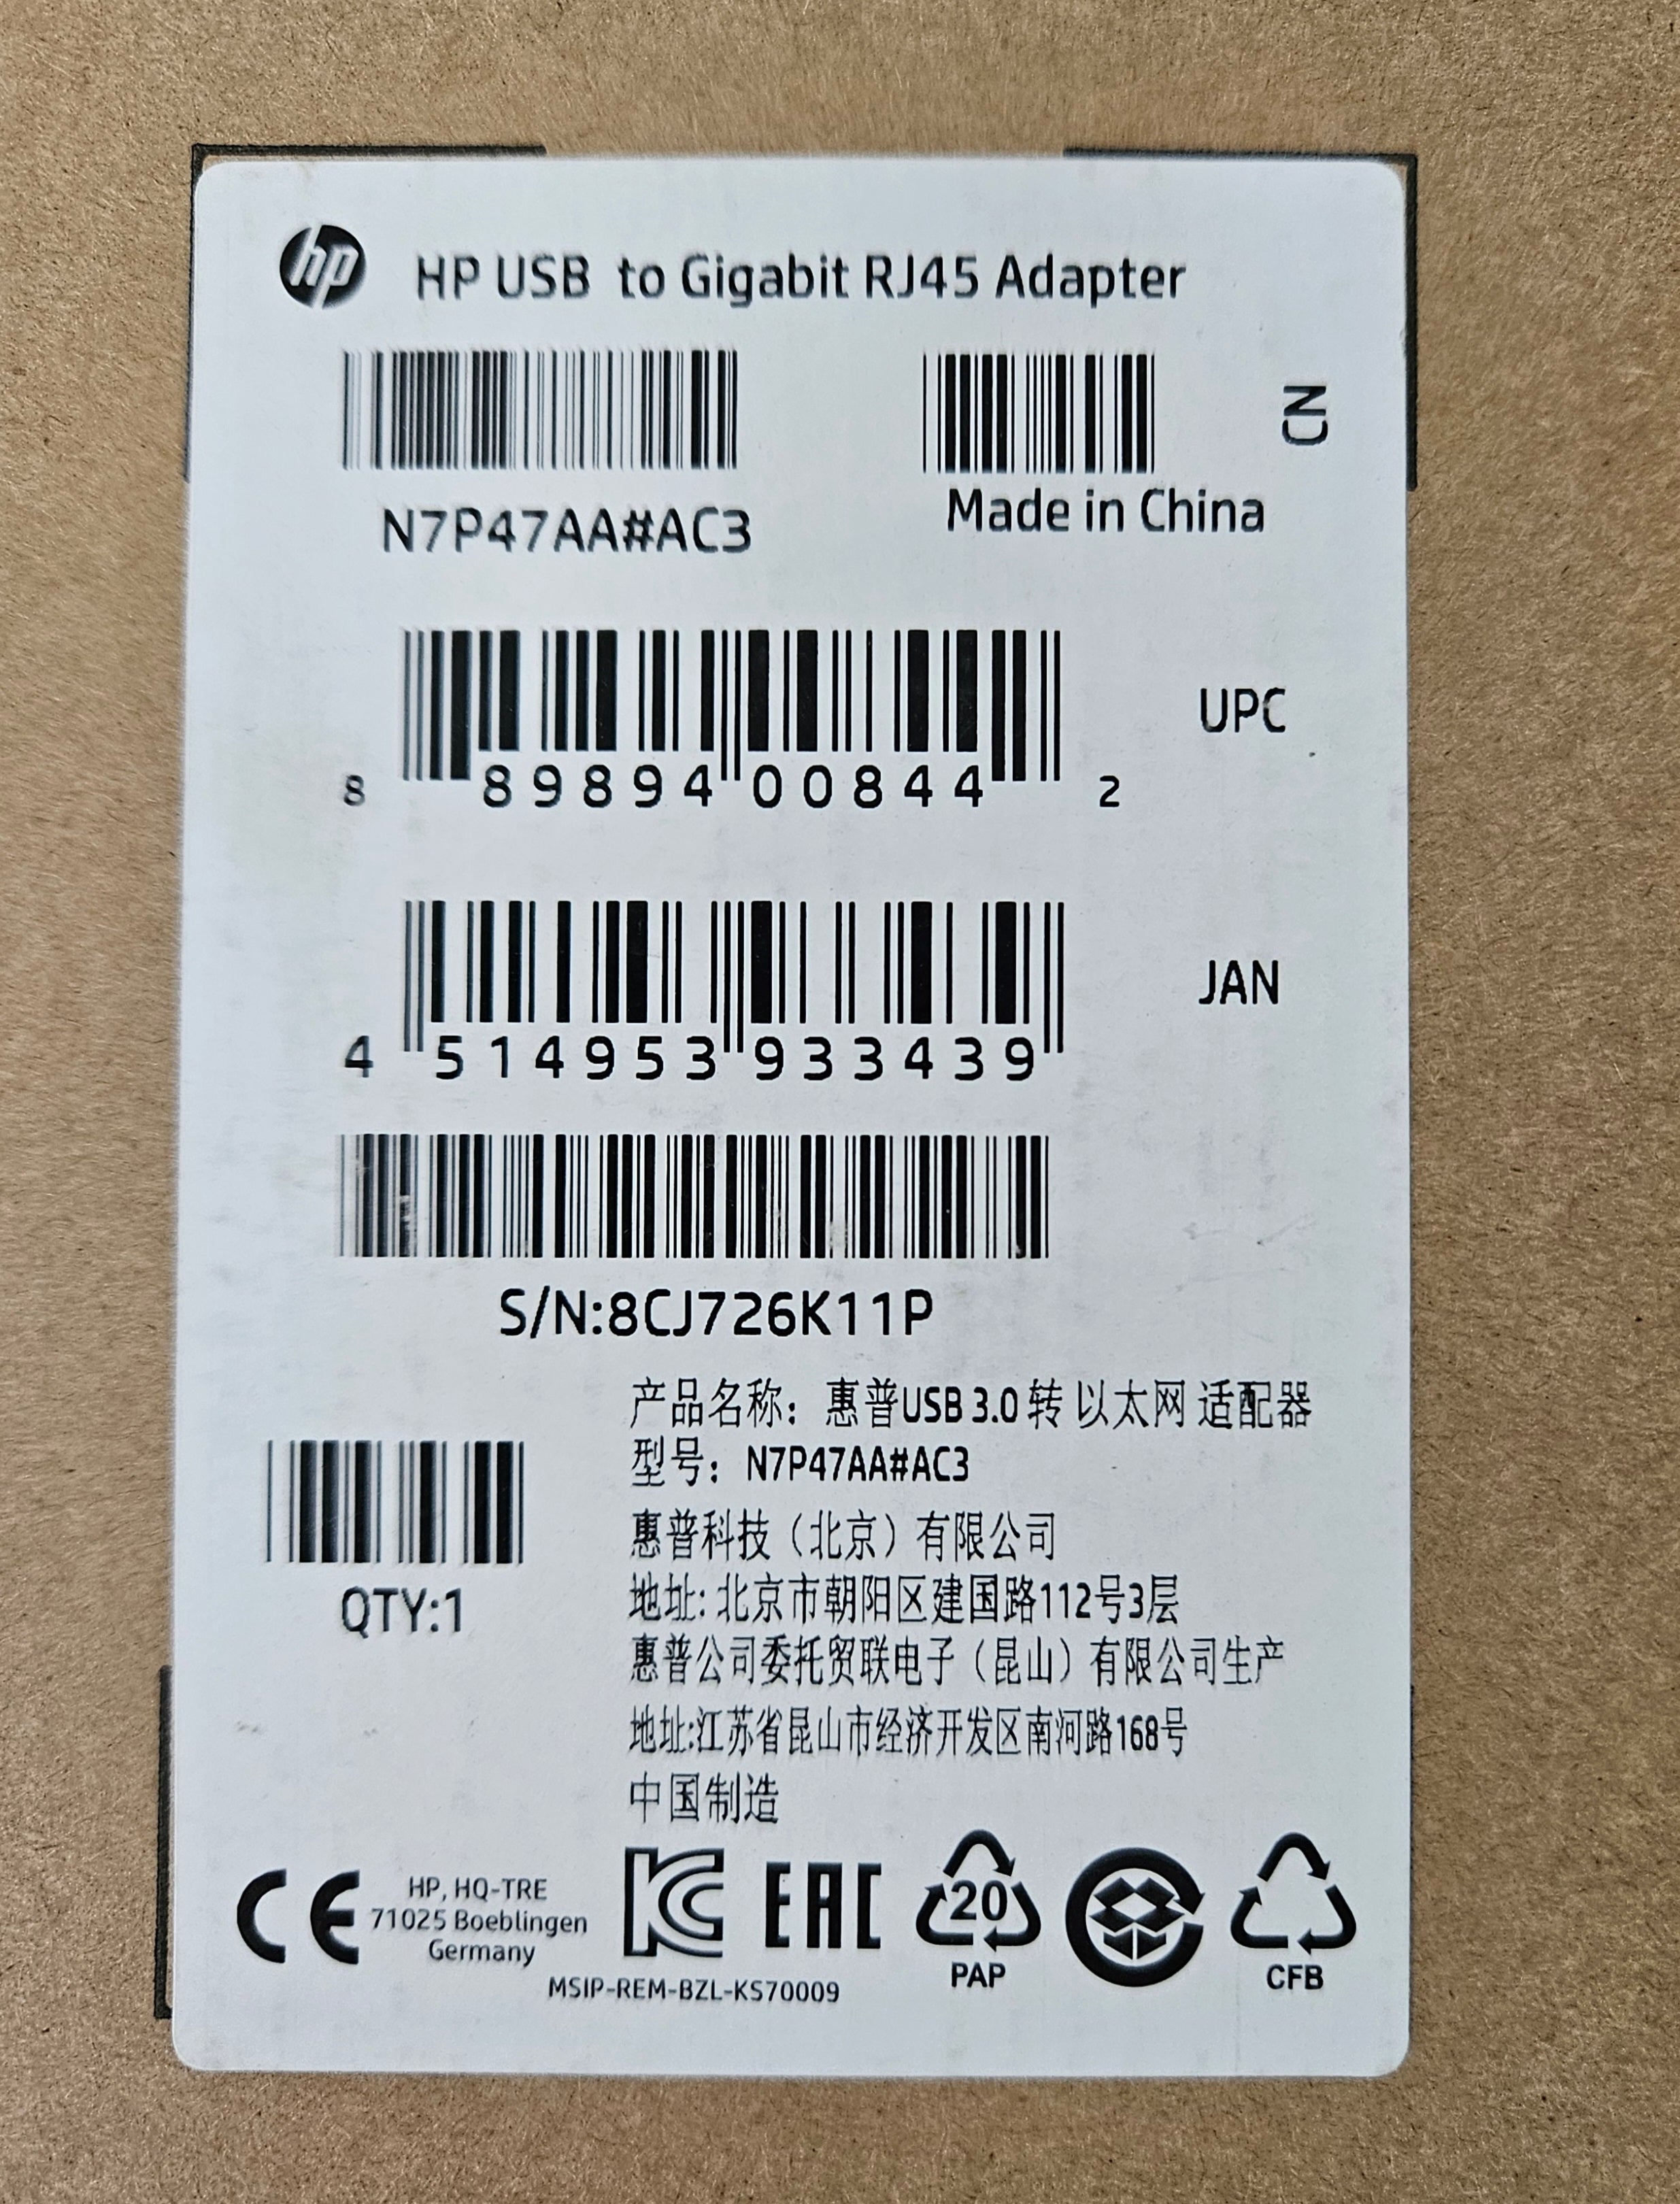 hp HP USB to Gigabit RJ45 Adapter
CN
N7P47AA#AC3
Made in China
UPC
8 89894 00844 2
JAN
4 514953 933439
S/N:8CJ726K11P
产品名称：惠普USB 3.0 转 以太网 适配器
型号：N7P47AA#AC3
惠普科技（北京）有限公司
地址: 北京市朝阳区建国路112号3层
惠普公司委托贸联电子（昆山）有限公司生产
地址:江苏省昆山市经济开发区南河路168号
中国制造
QTY:1
CE
HP, HQ-TRE
71025 Boeblingen
Germany
KC
EAC
MSIP-REM-BZL-KS70009
20
PAP
CFB